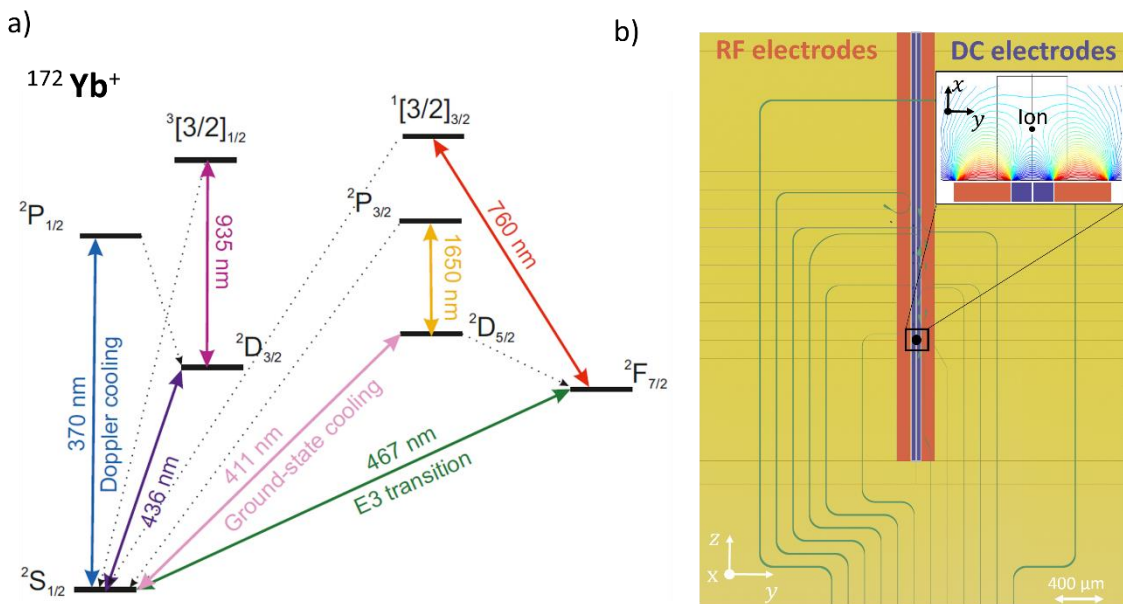 a)
¹⁷²Yb⁺
³[3/2]₁/₂
¹[3/2]₃/₂
²P₁/₂
²P₃/₂
935 nm
760 nm
1650 nm
²D₃/₂
²D₅/₂
²F₇/₂
370 nm
Doppler cooling
436 nm
411 nm
Ground-state cooling
467 nm
E3 transition
²S₁/₂
b)
RF electrodes
DC electrodes
x
y
Ion
z
x
y
400 μm